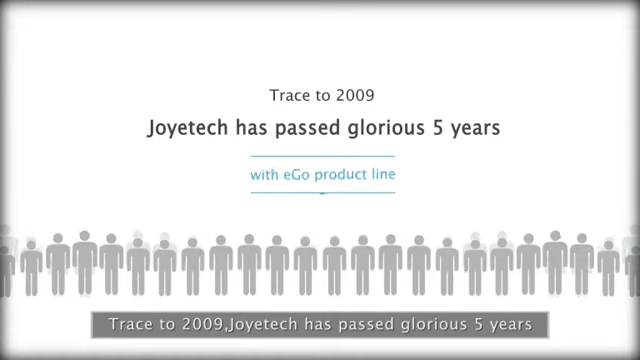 Trace to 2009
Joyetech has passed glorious 5 years
with eGo product line
Trace to 2009,Joyetech has passed glorious 5 years